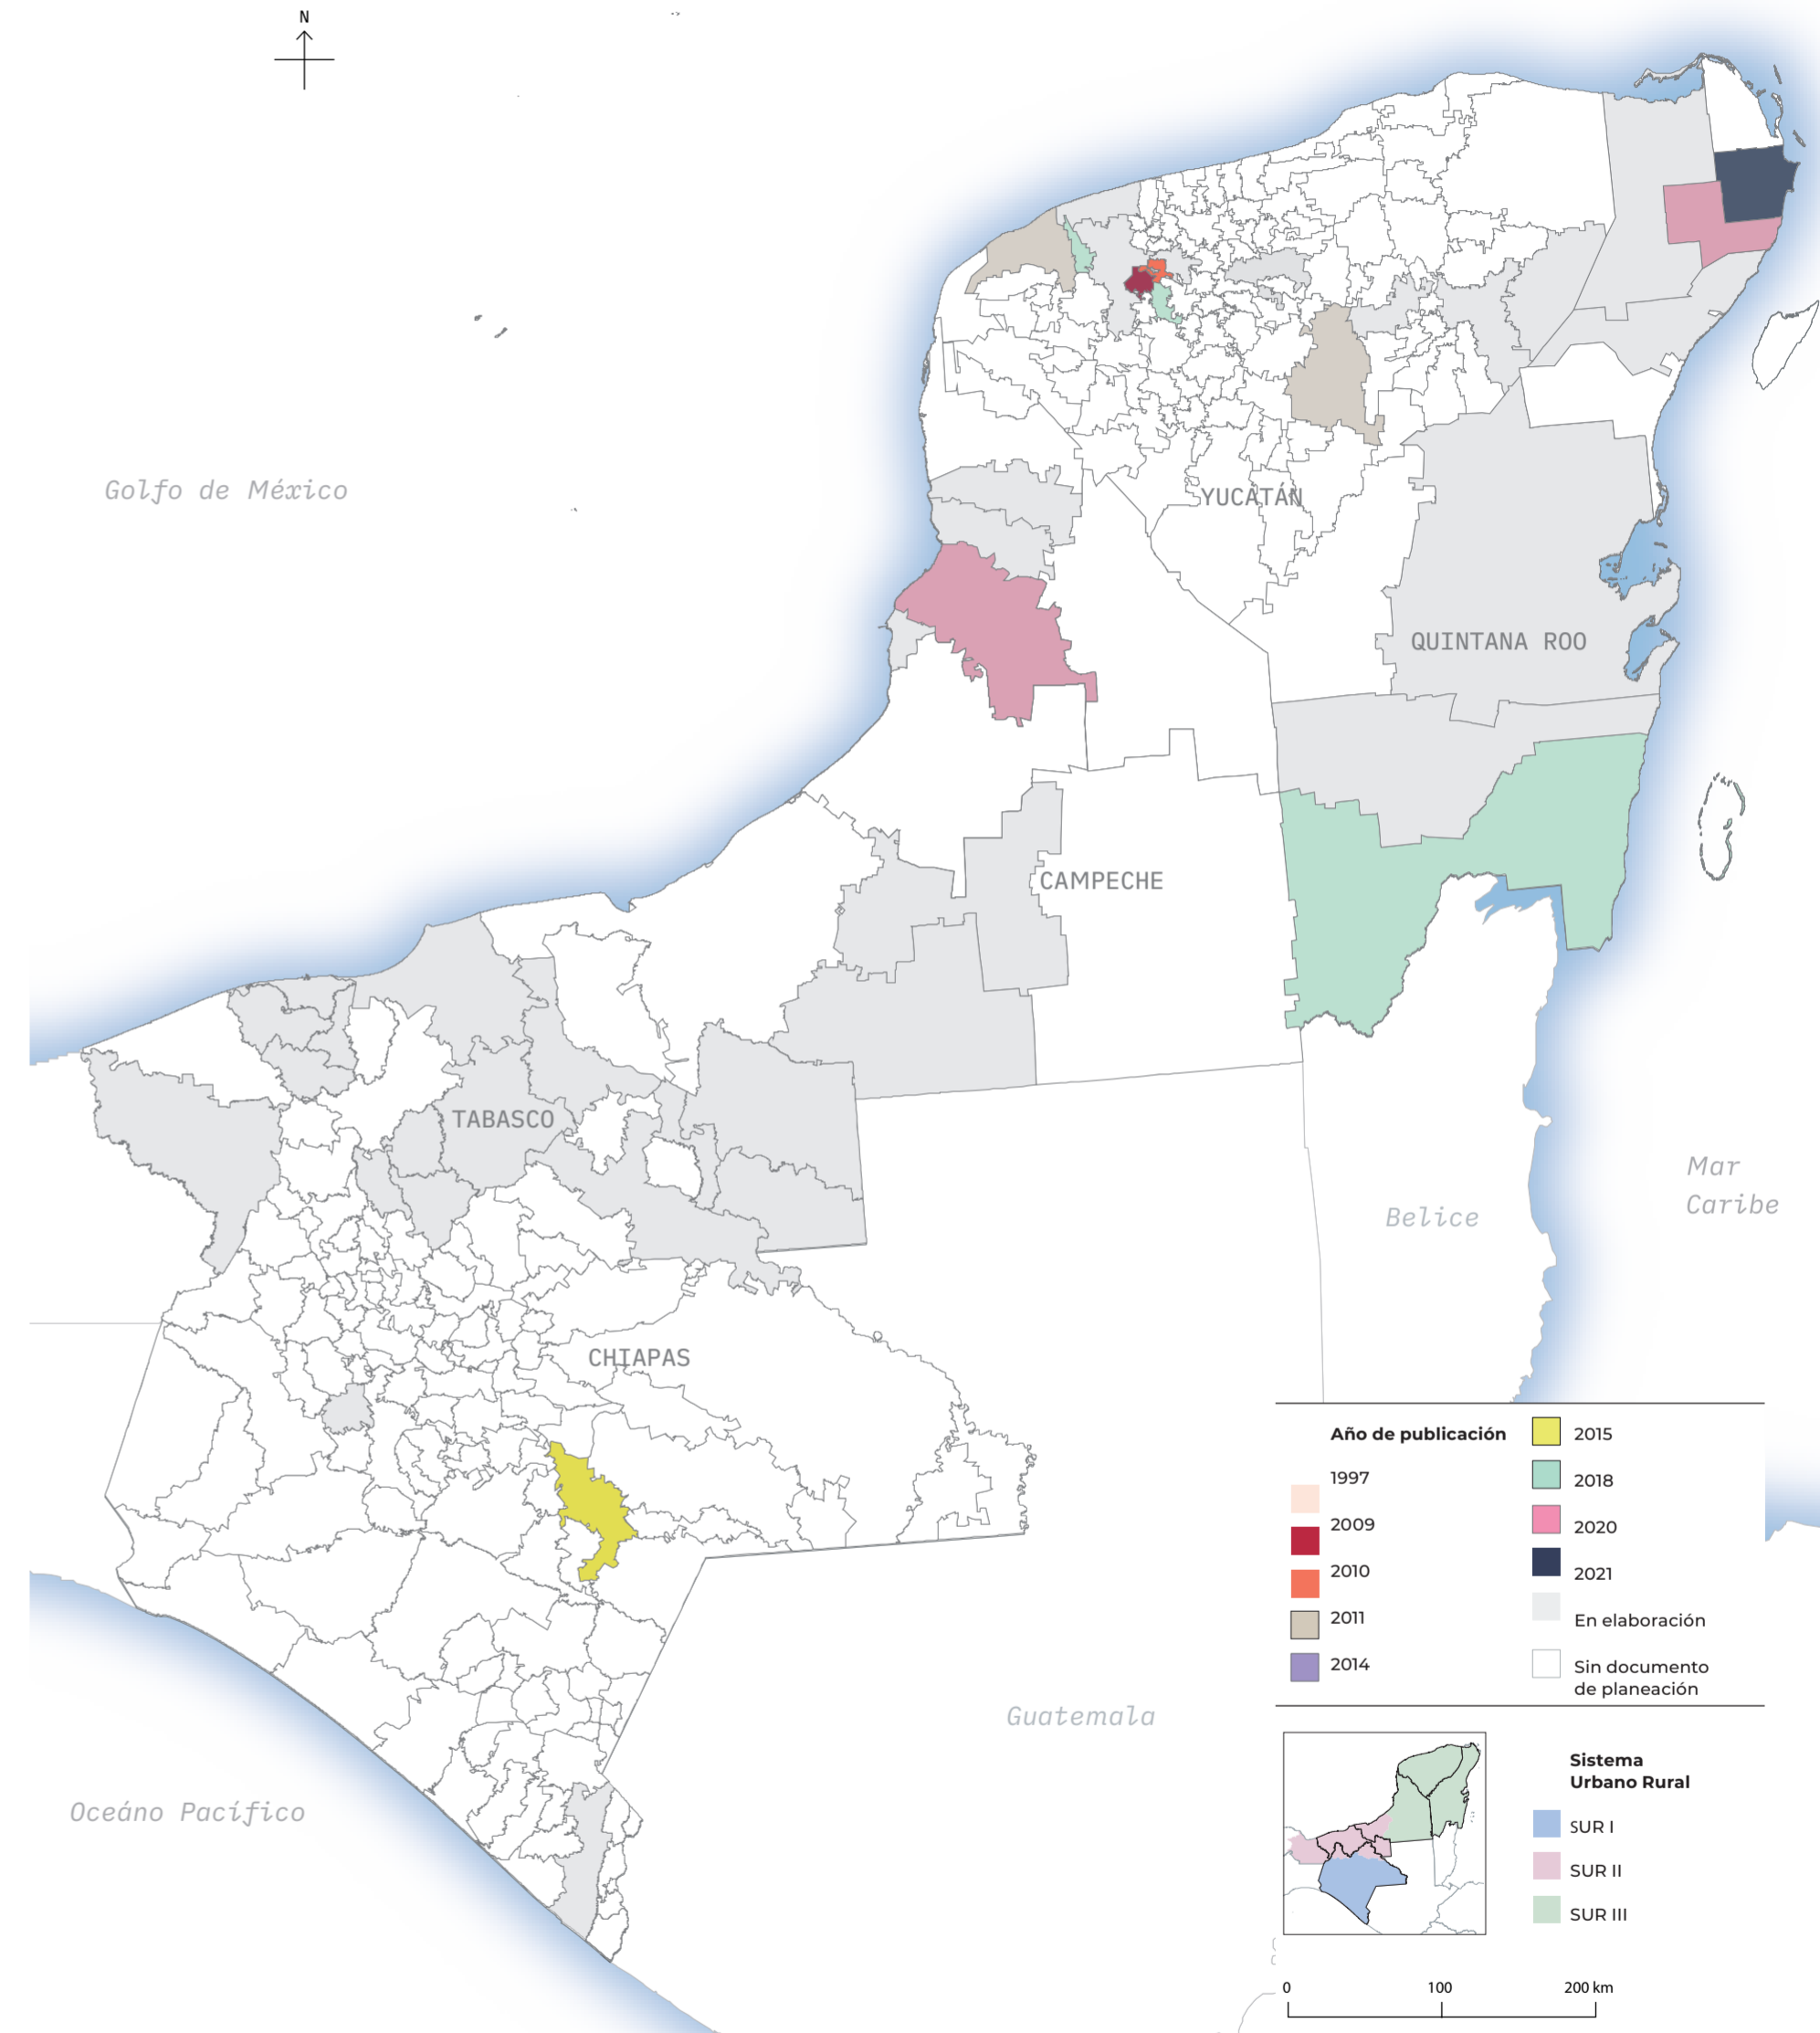 N
Golfo de México
YUCATÁN
QUINTANA ROO
CAMPECHE
TABASCO
Mar
Caribe
Belice
CHIAPAS
Guatemala
Oceáno Pacífico
Año de publicación
1997
2009
2010
2011
2014
2015
2018
2020
2021
En elaboración
Sin documento
de planeación
Sistema
Urbano Rural
SUR I
SUR II
SUR III
0 100 200 km